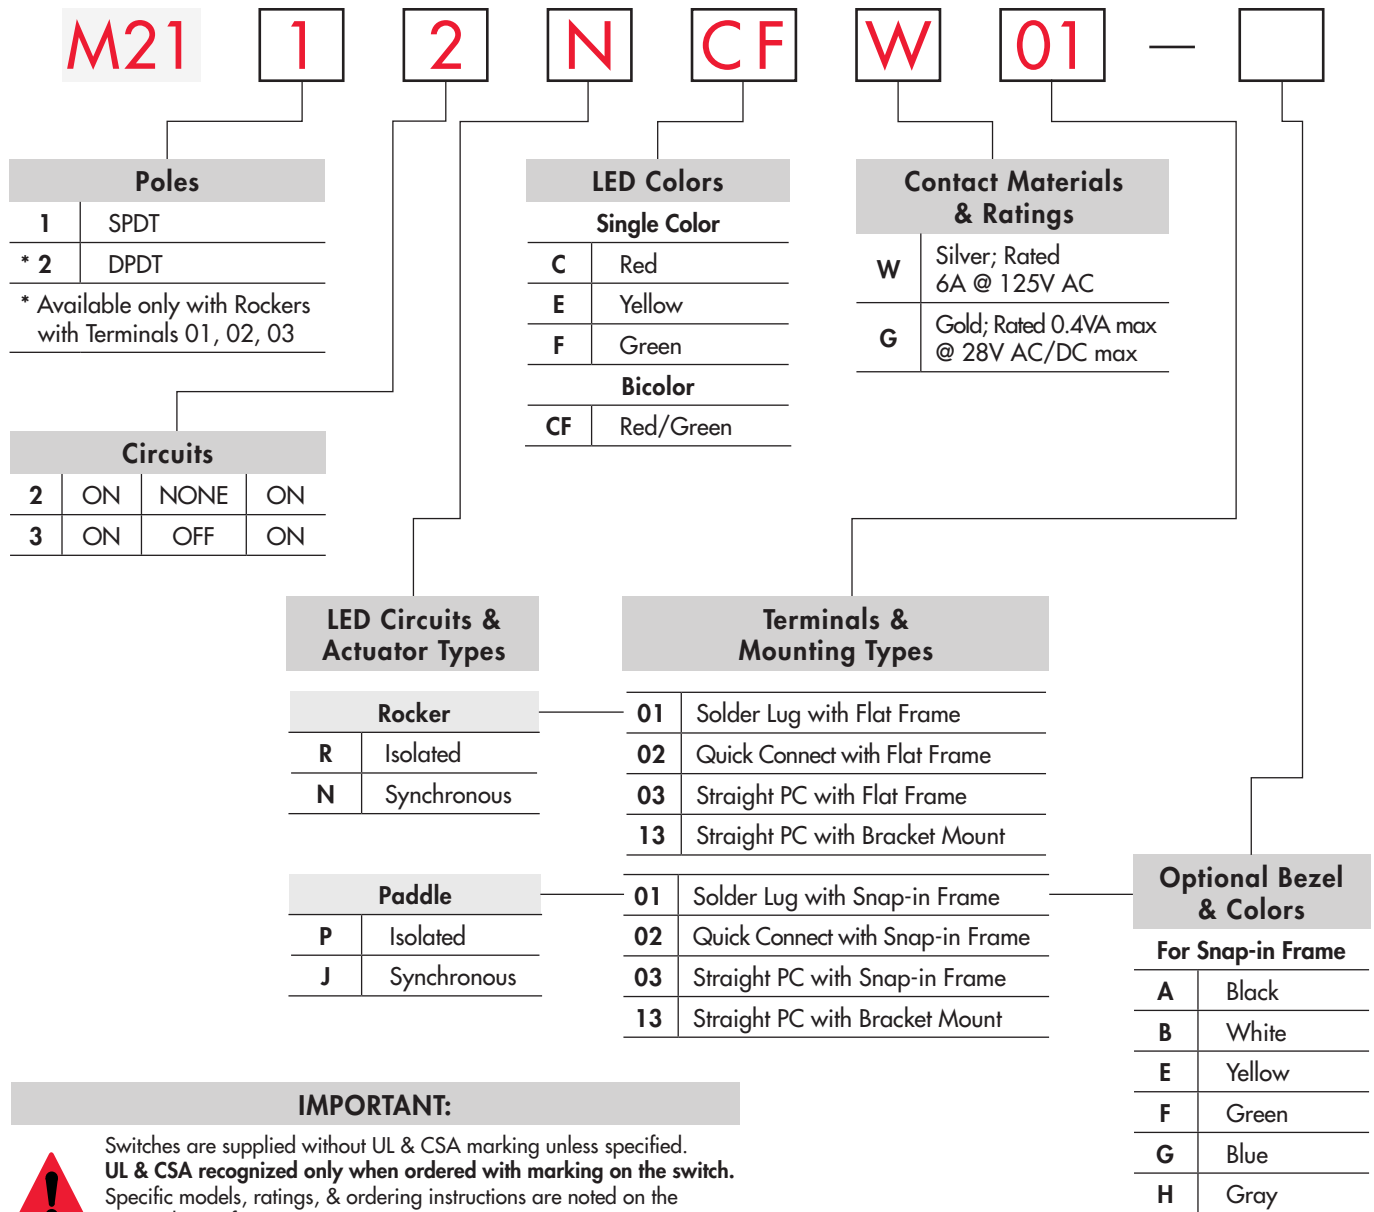 M21 1 2 N CF W 01 —
Poles
1 SPDT
* 2 DPDT
* Available only with Rockers
with Terminals 01, 02, 03
Circuits
2 ON NONE ON
3 ON OFF ON
LED Colors
Single Color
C Red
E Yellow
F Green
Bicolor
CF Red/Green
Contact Materials
& Ratings
W Silver; Rated
6A @ 125V AC
G Gold; Rated 0.4VA max
@ 28V AC/DC max
LED Circuits &
Actuator Types
Rocker
R Isolated
N Synchronous
Paddle
P Isolated
J Synchronous
Terminals &
Mounting Types
01 Solder Lug with Flat Frame
02 Quick Connect with Flat Frame
03 Straight PC with Flat Frame
13 Straight PC with Bracket Mount
01 Solder Lug with Snap-in Frame
02 Quick Connect with Snap-in Frame
03 Straight PC with Snap-in Frame
13 Straight PC with Bracket Mount
Optional Bezel
& Colors
For Snap-in Frame
A Black
B White
E Yellow
F Green
G Blue
H Gray
IMPORTANT:
Switches are supplied without UL & CSA marking unless specified.
UL & CSA recognized only when ordered with marking on the switch.
Specific models, ratings, & ordering instructions are noted on the